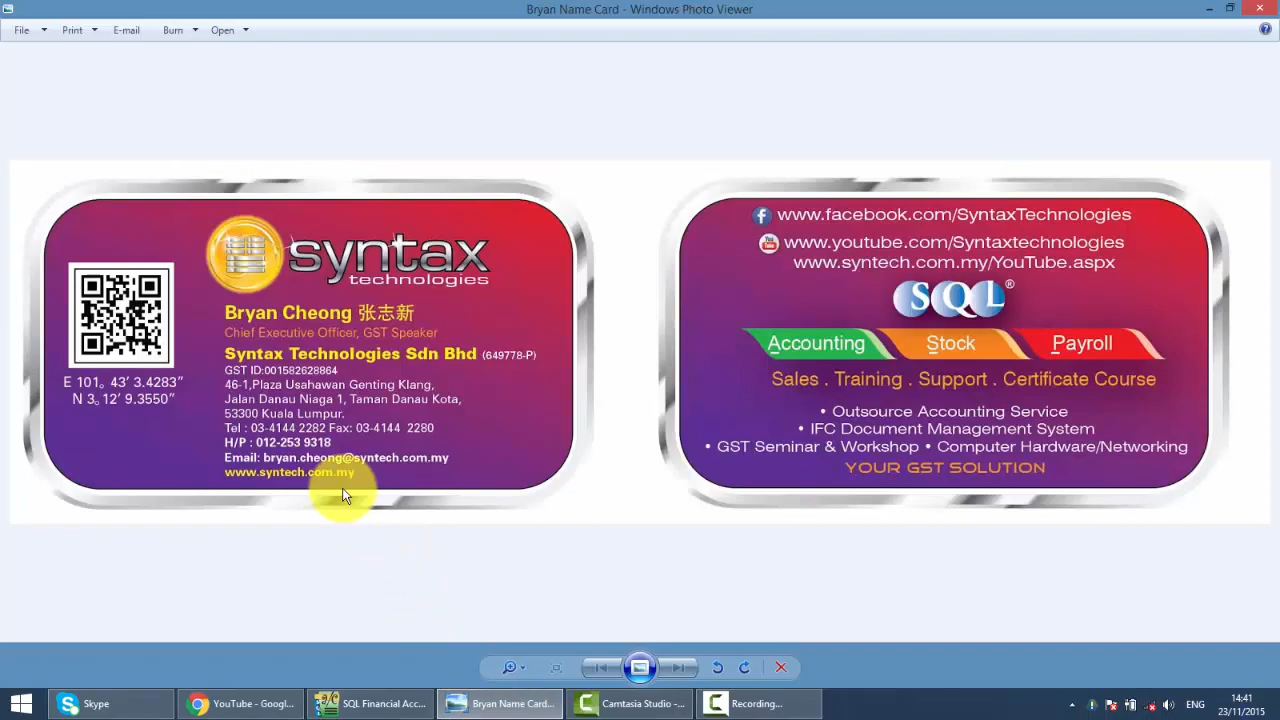 Bryan Name Card - Windows Photo Viewer
File Print E-mail Burn Open
syntax
technologies
Bryan Cheong 张志新
Chief Executive Officer, GST Speaker
Syntax Technologies Sdn Bhd (649778-P)
GST ID:001582628864
46-1,Plaza Usahawan Genting Klang,
Jalan Danau Niaga 1, Taman Danau Kota,
53300 Kuala Lumpur.
Tel : 03-4144 2282 Fax: 03-4144 2280
H/P : 012-253 9318
Email: bryan.cheong@syntech.com.my
www.syntech.com.my
E 101。43’ 3.4283”
N 3。12’ 9.3550”
www.facebook.com/SyntaxTechnologies
You Tube www.youtube.com/Syntaxtechnologies
www.syntech.com.my/YouTube.aspx
SQL®
Accounting Stock Payroll
Sales . Training . Support . Certificate Course
• Outsource Accounting Service
• IFC Document Management System
• GST Seminar & Workshop • Computer Hardware/Networking
YOUR GST SOLUTION
Skype YouTube - Googl... SQL Financial Acc... Bryan Name Card... Camtasia Studio -... Recording... ENG 14:41
23/11/2015